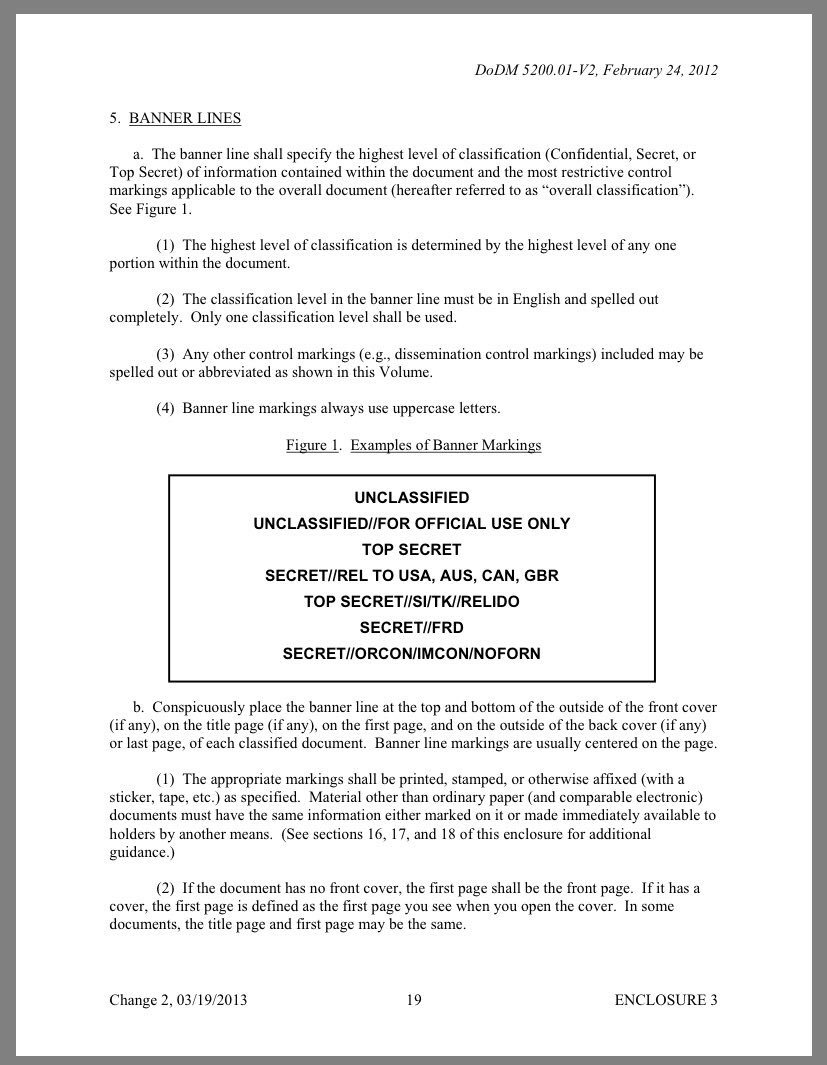 DoDM 5200.01-V2, February 24, 2012
5. BANNER LINES
a. The banner line shall specify the highest level of classification (Confidential, Secret, or
Top Secret) of information contained within the document and the most restrictive control
markings applicable to the overall document (hereafter referred to as “overall classification”).
See Figure 1.
(1) The highest level of classification is determined by the highest level of any one
portion within the document.
(2) The classification level in the banner line must be in English and spelled out
completely. Only one classification level shall be used.
(3) Any other control markings (e.g., dissemination control markings) included may be
spelled out or abbreviated as shown in this Volume.
(4) Banner line markings always use uppercase letters.
Figure 1. Examples of Banner Markings
UNCLASSIFIED
UNCLASSIFIED//FOR OFFICIAL USE ONLY
TOP SECRET
SECRET//REL TO USA, AUS, CAN, GBR
TOP SECRET//SI/TK//RELIDO
SECRET//FRD
SECRET//ORCON/IMCON/NOFORN
b. Conspicuously place the banner line at the top and bottom of the outside of the front cover
(if any), on the title page (if any), on the first page, and on the outside of the back cover (if any)
or last page, of each classified document. Banner line markings are usually centered on the page.
(1) The appropriate markings shall be printed, stamped, or otherwise affixed (with a
sticker, tape, etc.) as specified. Material other than ordinary paper (and comparable electronic)
documents must have the same information either marked on it or made immediately available to
holders by another means. (See sections 16, 17, and 18 of this enclosure for additional
guidance.)
(2) If the document has no front cover, the first page shall be the front page. If it has a
cover, the first page is defined as the first page you see when you open the cover. In some
documents, the title page and first page may be the same.
Change 2, 03/19/2013 19 ENCLOSURE 3